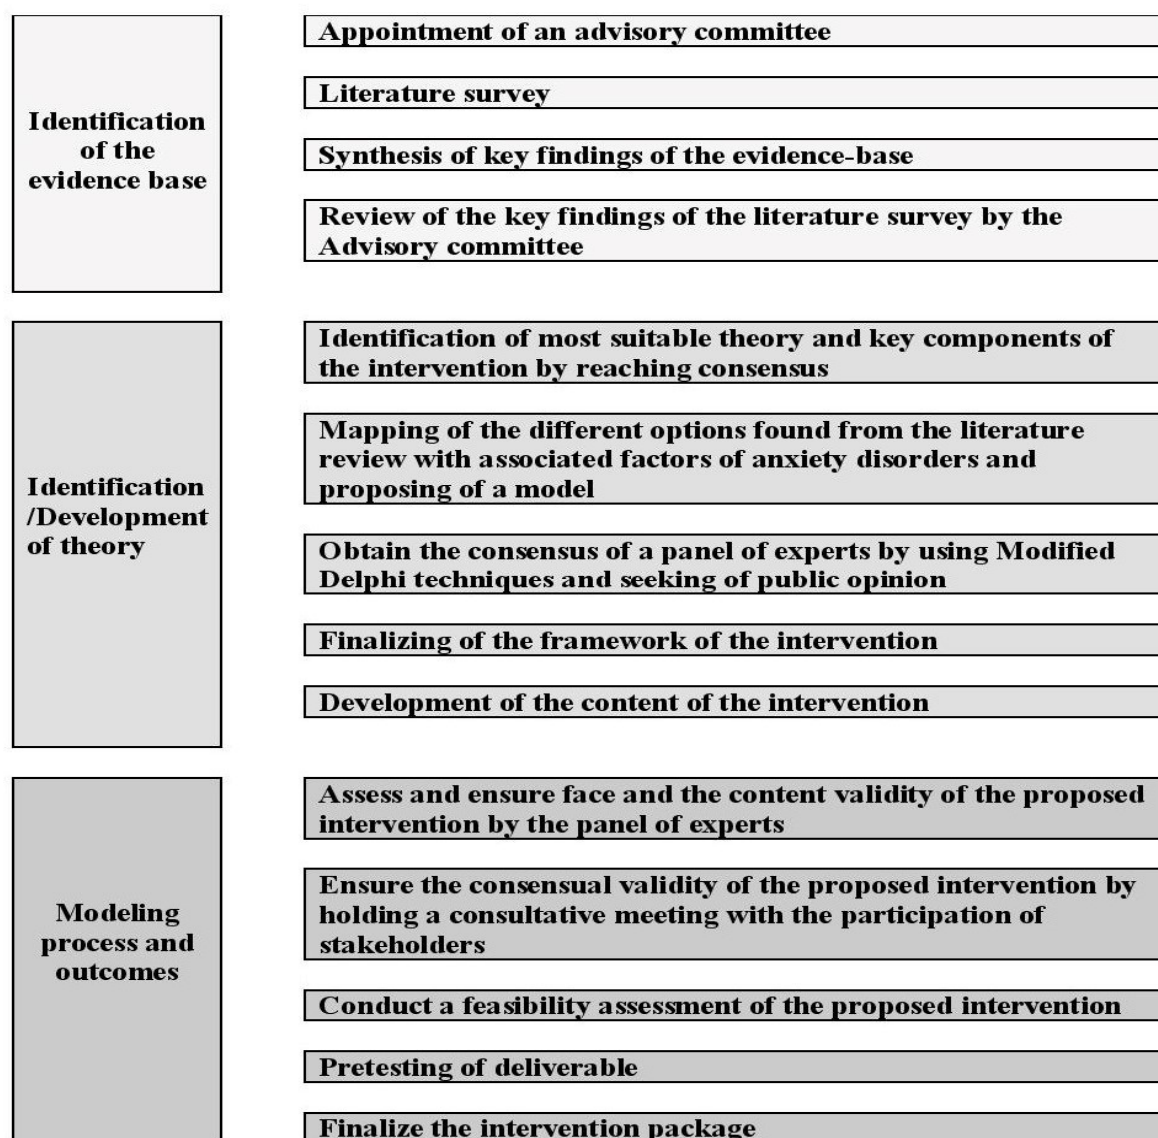 Identification
of the
evidence base
Appointment of an advisory committee
Literature survey
Synthesis of key findings of the evidence-base
Review of the key findings of the literature survey by the
Advisory committee
Identification
/Development
of theory
Identification of most suitable theory and key components of
the intervention by reaching consensus
Mapping of the different options found from the literature
review with associated factors of anxiety disorders and
proposing of a model
Obtain the consensus of a panel of experts by using Modified
Delphi techniques and seeking of public opinion
Finalizing of the framework of the intervention
Development of the content of the intervention
Modeling
process and
outcomes
Assess and ensure face and the content validity of the proposed
intervention by the panel of experts
Ensure the consensual validity of the proposed intervention by
holding a consultative meeting with the participation of
stakeholders
Conduct a feasibility assessment of the proposed intervention
Pretesting of deliverable
Finalize the intervention package